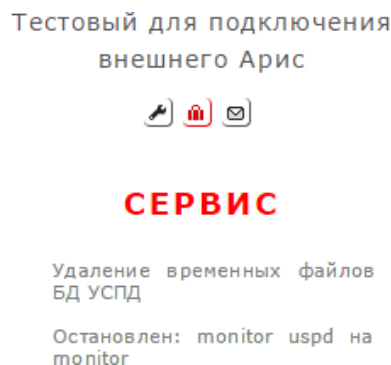 Тестовый для подключения
внешнего Арис
СЕРВИС
Удаление временных файлов
БД УСПД
Остановлен: monitor uspd на
monitor